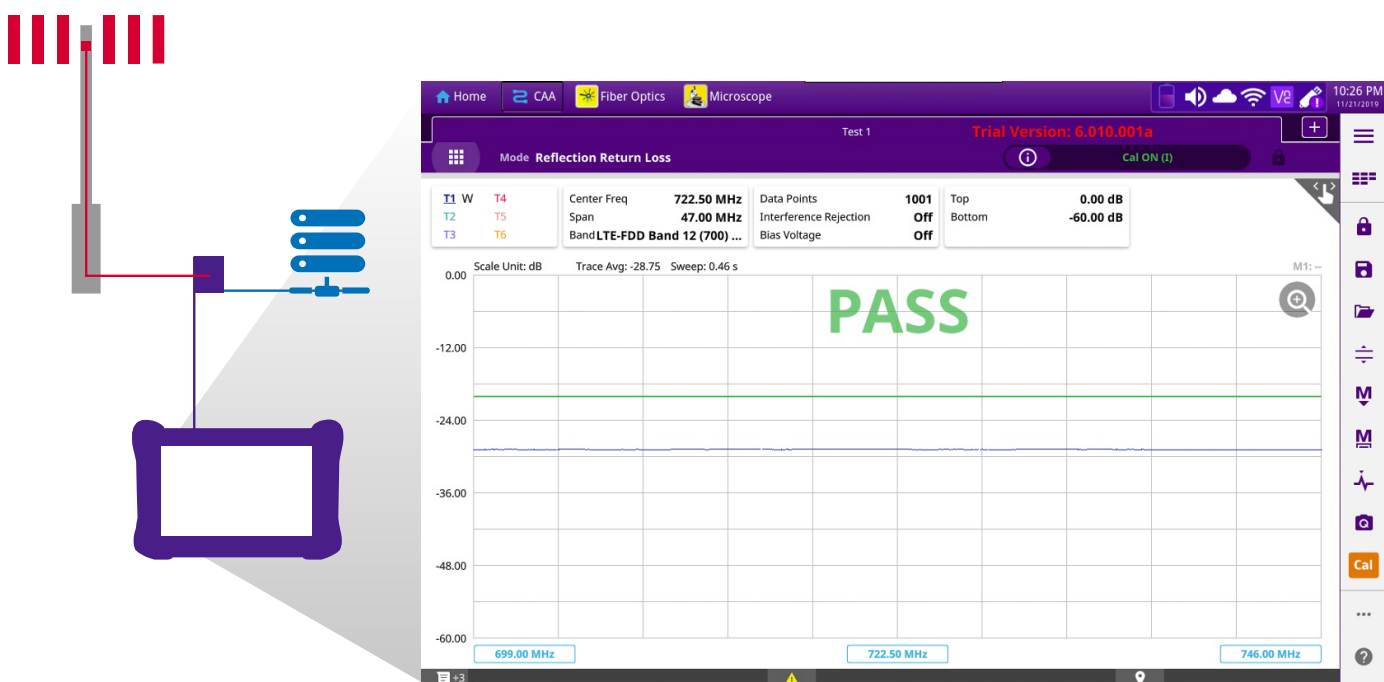 Home CAA Fiber Optics Microscope V2 10:26 PM
11/21/2019
Test 1 Trial Version: 6.010.001a +
Mode Reflection Return Loss Cal ON (I)
T1 W T4 Center Freq 722.50 MHz Data Points 1001 Top 0.00 dB
T2 T5 Span 47.00 MHz Interference Rejection Off Bottom -60.00 dB
T3 T6 Band LTE-FDD Band 12 (700) ... Bias Voltage Off
Scale Unit: dB Trace Avg: -28.75 Sweep: 0.46 s M1: --
0.00
PASS
-12.00
-24.00
M
M
-36.00
Q
-48.00
Cal
...
-60.00
699.00 MHz 722.50 MHz 746.00 MHz
?
+3